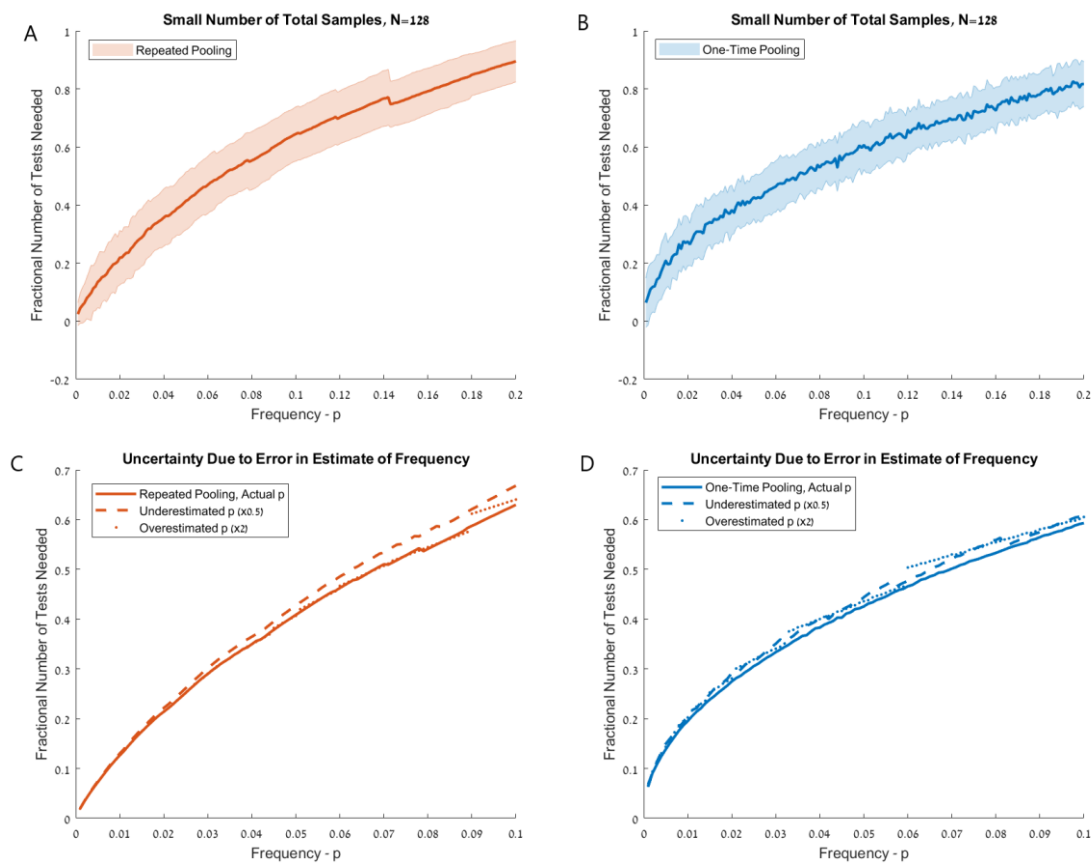 A
Small Number of Total Samples, N=128
Repeated Pooling
Fractional Number of Tests Needed
1
0.8
0.6
0.4
0.2
0
-0.2
0 0.02 0.04 0.06 0.08 0.1 0.12 0.14 0.16 0.18 0.2
Frequency - p
B
Small Number of Total Samples, N=128
One-Time Pooling
Fractional Number of Tests Needed
1
0.8
0.6
0.4
0.2
0
-0.2
0 0.02 0.04 0.06 0.08 0.1 0.12 0.14 0.16 0.18 0.2
Frequency - p
C
Uncertainty Due to Error in Estimate of Frequency
Repeated Pooling, Actual p
Underestimated p (x0.5)
Overestimated p (x2)
Fractional Number of Tests Needed
0.7
0.6
0.5
0.4
0.3
0.2
0.1
0
0 0.01 0.02 0.03 0.04 0.05 0.06 0.07 0.08 0.09 0.1
Frequency - p
D
Uncertainty Due to Error in Estimate of Frequency
One-Time Pooling, Actual p
Underestimated p (x0.5)
Overestimated p (x2)
Fractional Number of Tests Needed
0.7
0.6
0.5
0.4
0.3
0.2
0.1
0
0 0.01 0.02 0.03 0.04 0.05 0.06 0.07 0.08 0.09 0.1
Frequency - p